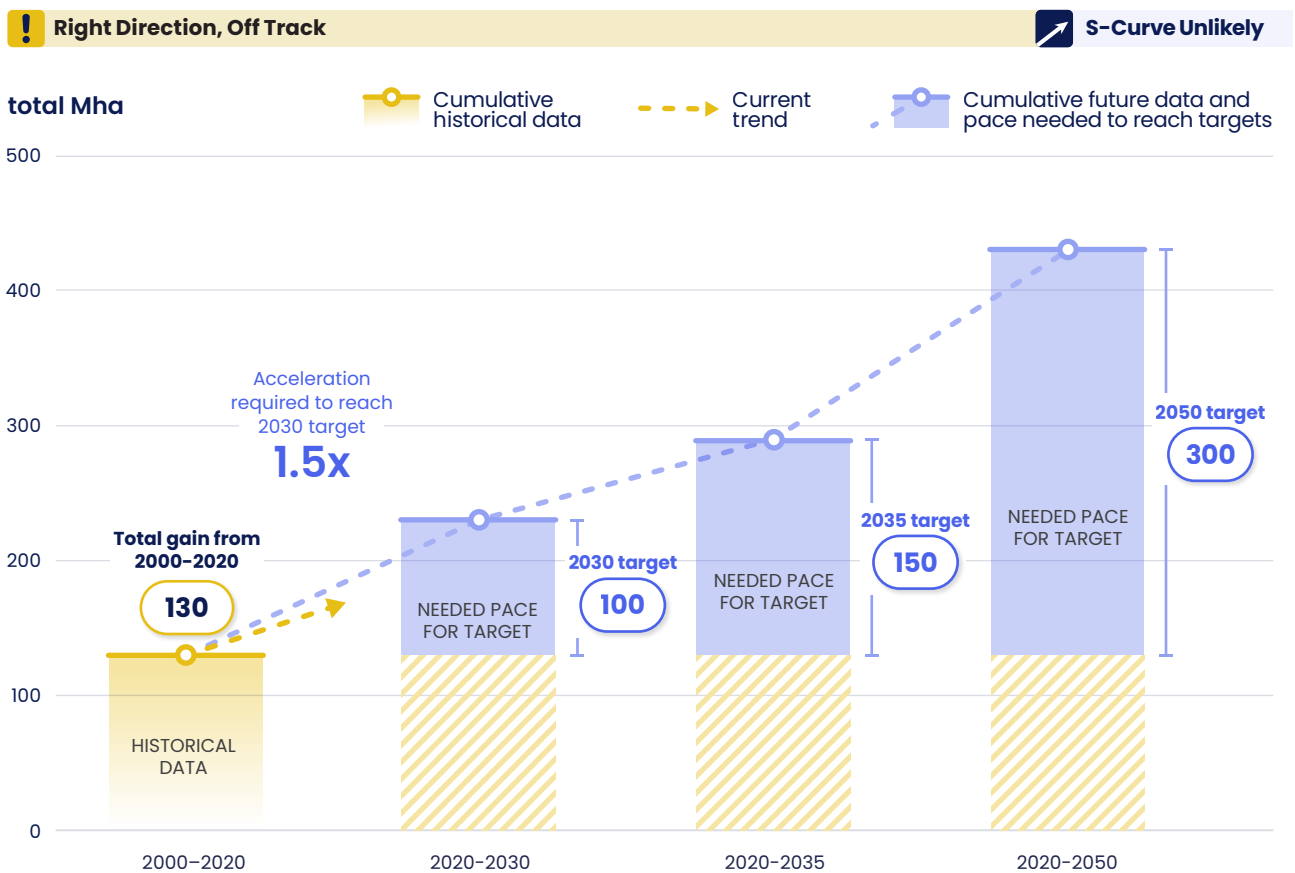 Right Direction, Off Track
S-Curve Unlikely
total Mha
Cumulative
historical data
Current
trend
Cumulative future data and
pace needed to reach targets
500
400
300
200
100
0
Acceleration
required to reach
2030 target
1.5x
Total gain from
2000-2020
130
HISTORICAL
DATA
NEEDED PACE
FOR TARGET
2030 target
100
NEEDED PACE
FOR TARGET
2035 target
150
NEEDED PACE
FOR TARGET
2050 target
300
2000–2020
2020-2030
2020-2035
2020-2050